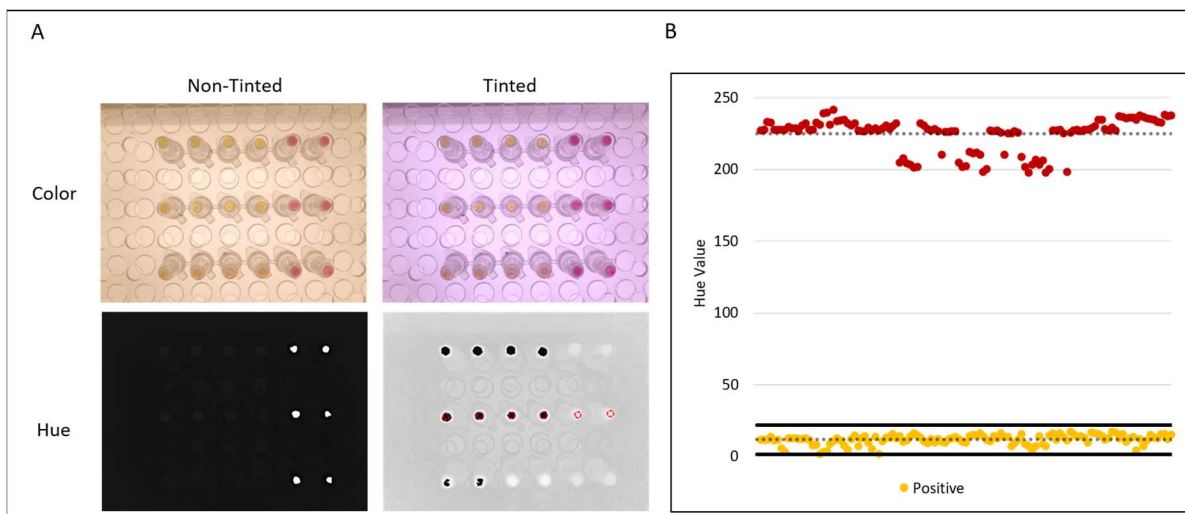 A
B
Non-Tinted
Tinted
Color
Hue
Hue Value
250
200
150
100
50
0
Positive